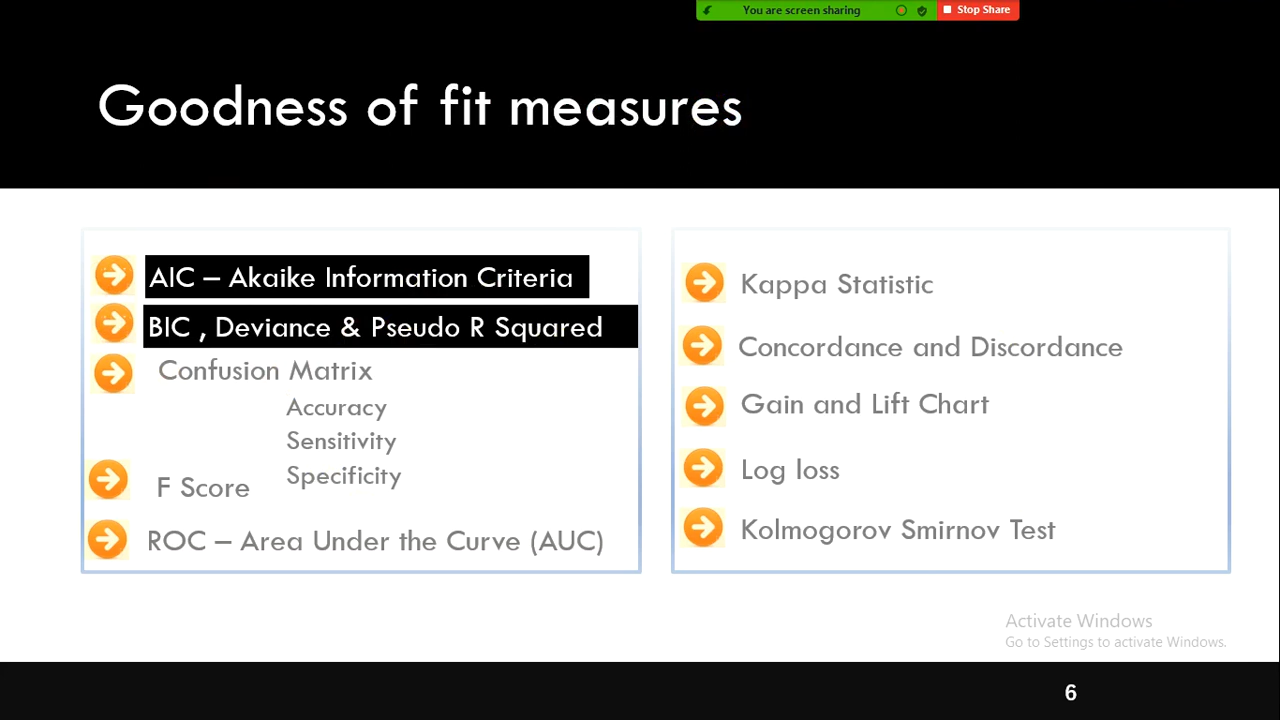 You are screen sharing
Stop Share
Goodness of fit measures
AIC – Akaike Information Criteria
BIC , Deviance & Pseudo R Squared
Confusion Matrix
Accuracy
Sensitivity
Specificity
F Score
ROC – Area Under the Curve (AUC)
Kappa Statistic
Concordance and Discordance
Gain and Lift Chart
Log loss
Kolmogorov Smirnov Test
Activate Windows
Go to Settings to activate Windows.
6